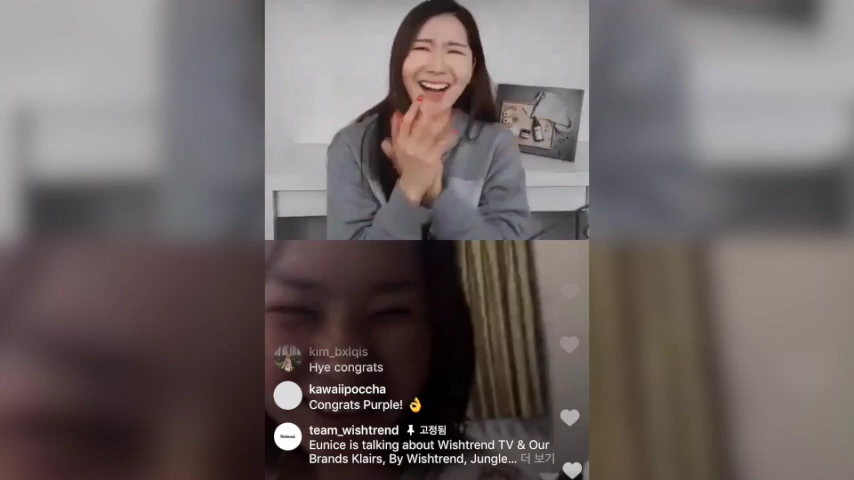 kim_bxlqis
Hye congrats
kawaiipoccha
Congrats Purple! 👌
team_wishtrend 📌 고정됨
Eunice is talking about Wishtrend TV & Our
Brands Klairs, By Wishtrend, Jungle... 더 보기